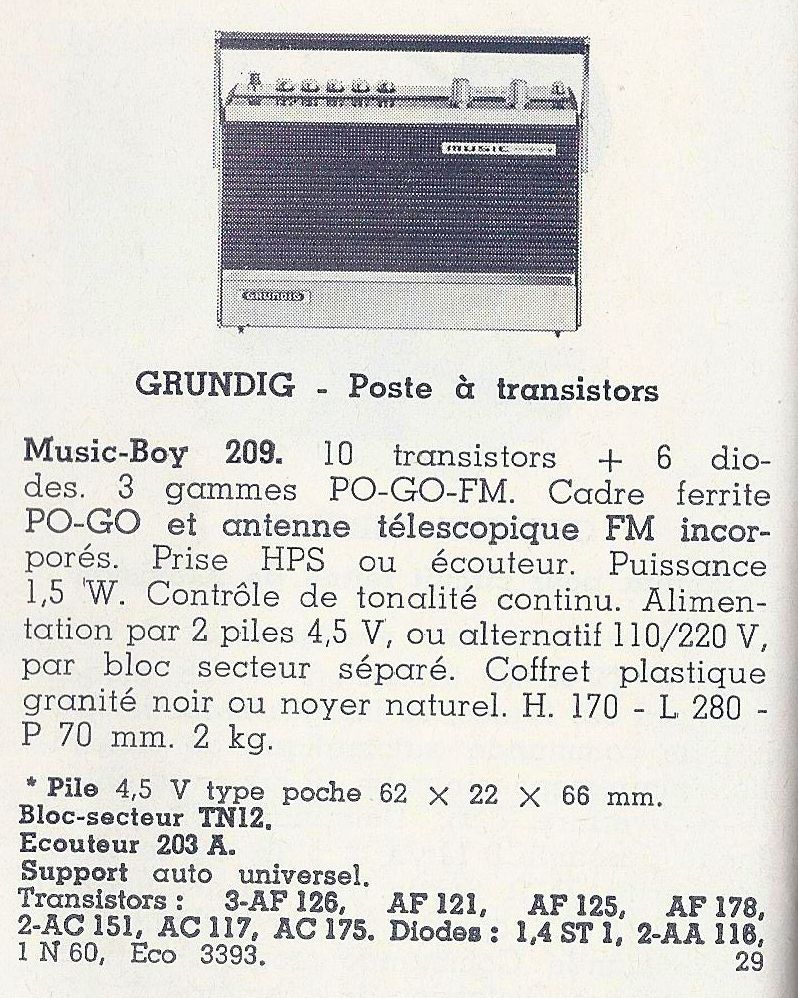 MUSIC
GRUNDIG
GRUNDIG - Poste à transistors
Music-Boy 209. 10 transistors + 6 dio-
des. 3 gammes PO-GO-FM. Cadre ferrite
PO-GO et antenne télescopique FM incor-
porés. Prise HPS ou écouteur. Puissance
1,5 W. Contrôle de tonalité continu. Alimen-
tation par 2 piles 4,5 V, ou alternatif 110/220 V,
par bloc secteur séparé. Coffret plastique
granité noir ou noyer naturel. H. 170 - L 280 -
P 70 mm. 2 kg.
* Pile 4,5 V type poche 62 × 22 × 66 mm.
Bloc-secteur TN12.
Ecouteur 203 A.
Support auto universel.
Transistors : 3-AF 126, AF 121, AF 125, AF 178,
2-AC 151, AC 117, AC 175. Diodes : 1,4 ST 1, 2-AA 116,
1 N 60, Eco 3393.
29